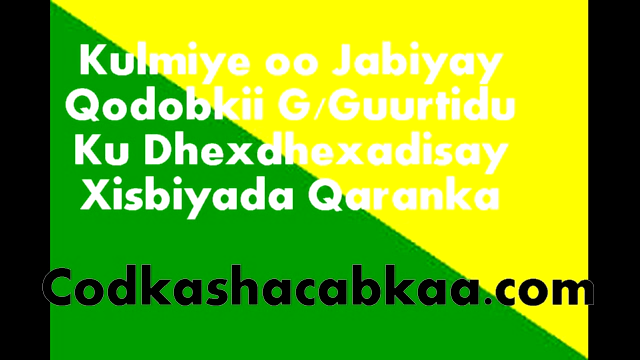 Kulmiye oo Jabiyay
Qodobkii G/Guurtidu
Ku Dhexdhexadisay
Xisbiyada Qaranka
Codkashacabkaa.com